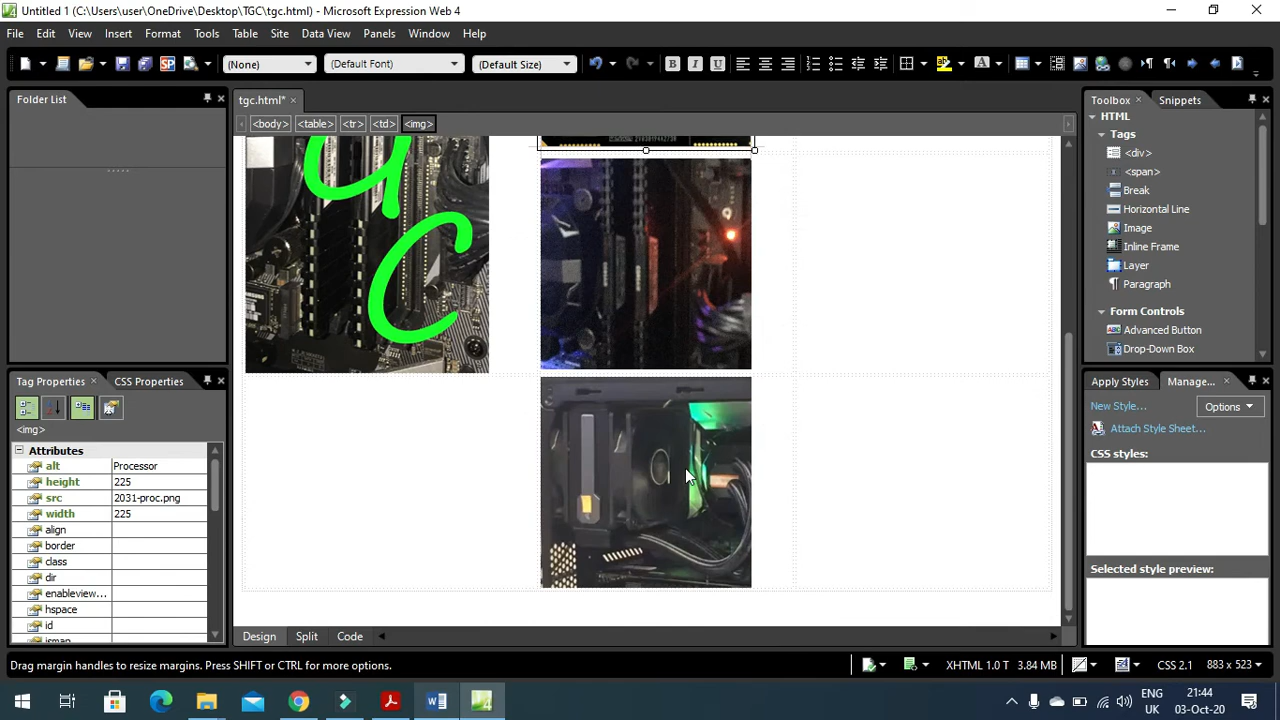 Untitled 1 (C:\Users\user\OneDrive\Desktop\TGC\tgc.html) - Microsoft Expression Web 4
File Edit View Insert Format Tools Table Site Data View Panels Window Help
(None) (Default Font) (Default Size) B I U
Folder List
tgc.html*
<body> <table> <tr> <td> <img>
y
C
Tag Properties CSS Properties
<img>
Attributes
alt Processor
height 225
src 2031-proc.png
width 225
align
border
class
dir
enableview...
hspace
id
ismap
Design Split Code
Toolbox Snippets
HTML
Tags
<div>
<span>
Break
Horizontal Line
Image
Inline Frame
Layer
Paragraph
Form Controls
Advanced Button
Drop-Down Box
Apply Styles Manage...
New Style... Options
Attach Style Sheet...
CSS styles:
Selected style preview:
Drag margin handles to resize margins. Press SHIFT or CTRL for more options. XHTML 1.0 T 3.84 MB CSS 2.1 883 x 523
ENG
UK
21:44
03-Oct-20